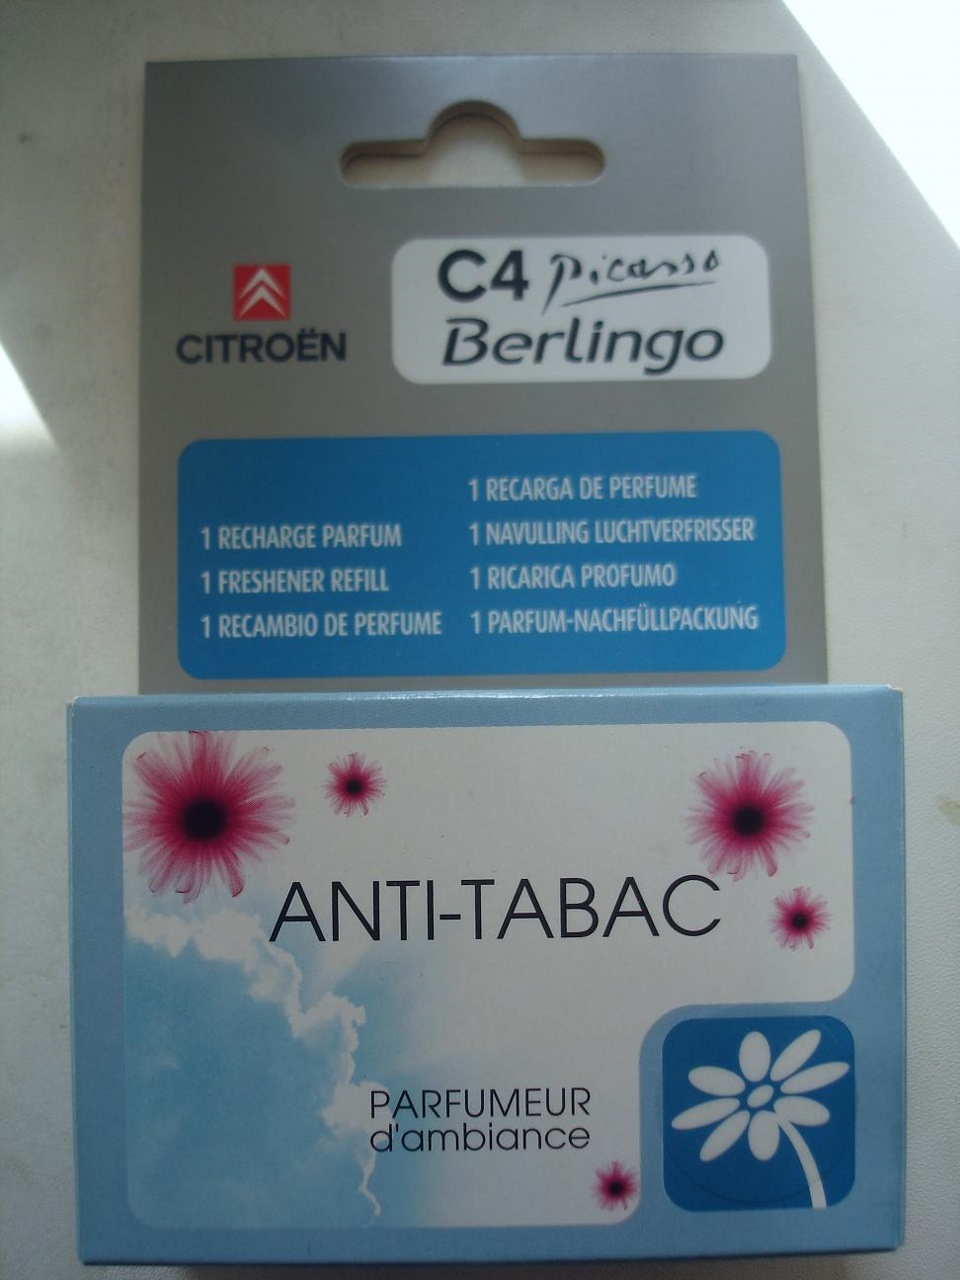 CITROËN
C4 Picasso
Berlingo
1 RECHARGE PARFUM
1 FRESHENER REFILL
1 RECAMBIO DE PERFUME
1 RECARGA DE PERFUME
1 NAVULLING LUCHTVERFRISSER
1 RICARICA PROFUMO
1 PARFUM-NACHFÜLLPACKUNG
ANTI-TABAC
PARFUMEUR
d'ambiance